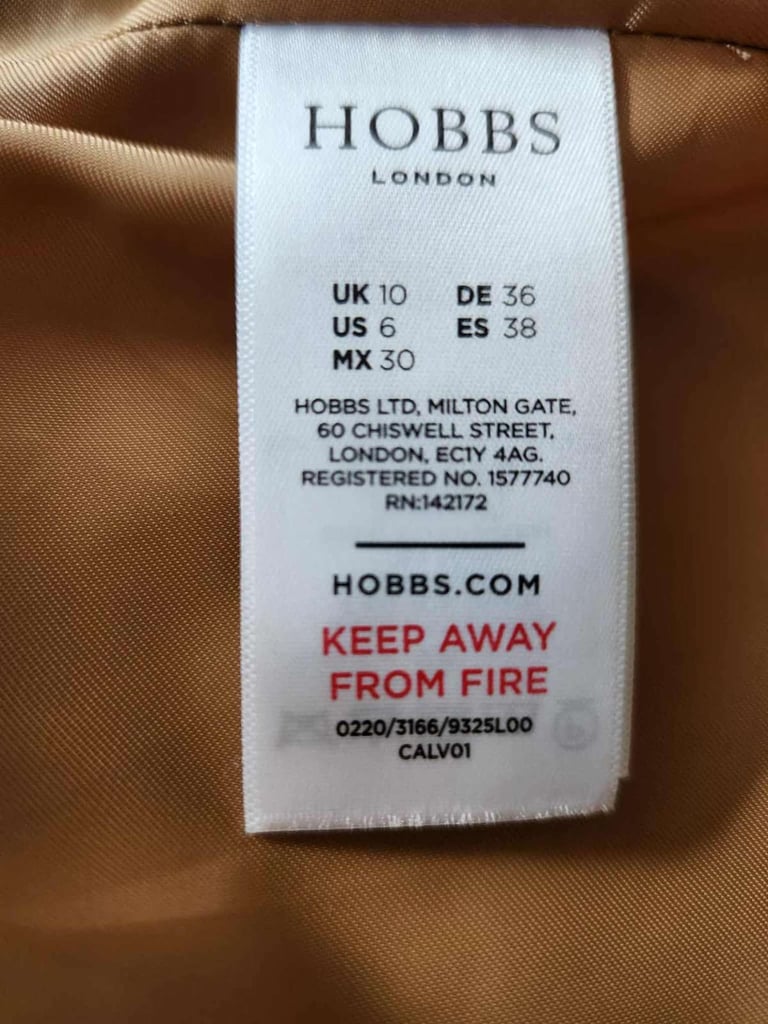 HOBBS
LONDON
UK 10 DE 36
US 6 ES 38
MX 30
HOBBS LTD, MILTON GATE,
60 CHISWELL STREET,
LONDON, EC1Y 4AG.
REGISTERED NO. 1577740
RN:142172
HOBBS.COM
KEEP AWAY
FROM FIRE
0220/3166/9325L00
CALV01